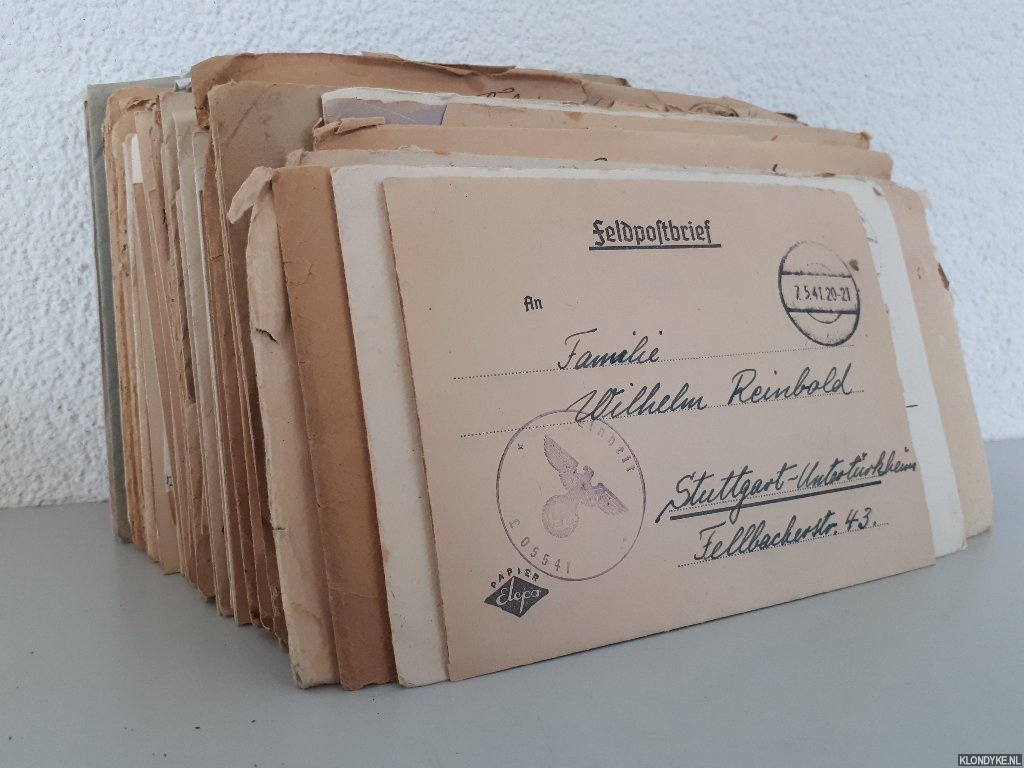 Feldpostbrief
An
7.5.41.20-21
Familie
Wilhelm Reinbold
Stuttgart-Untertürkheim
Fellbacherstr. 43.
05541
PAPIER
Elepa
KLONDYKE.NL